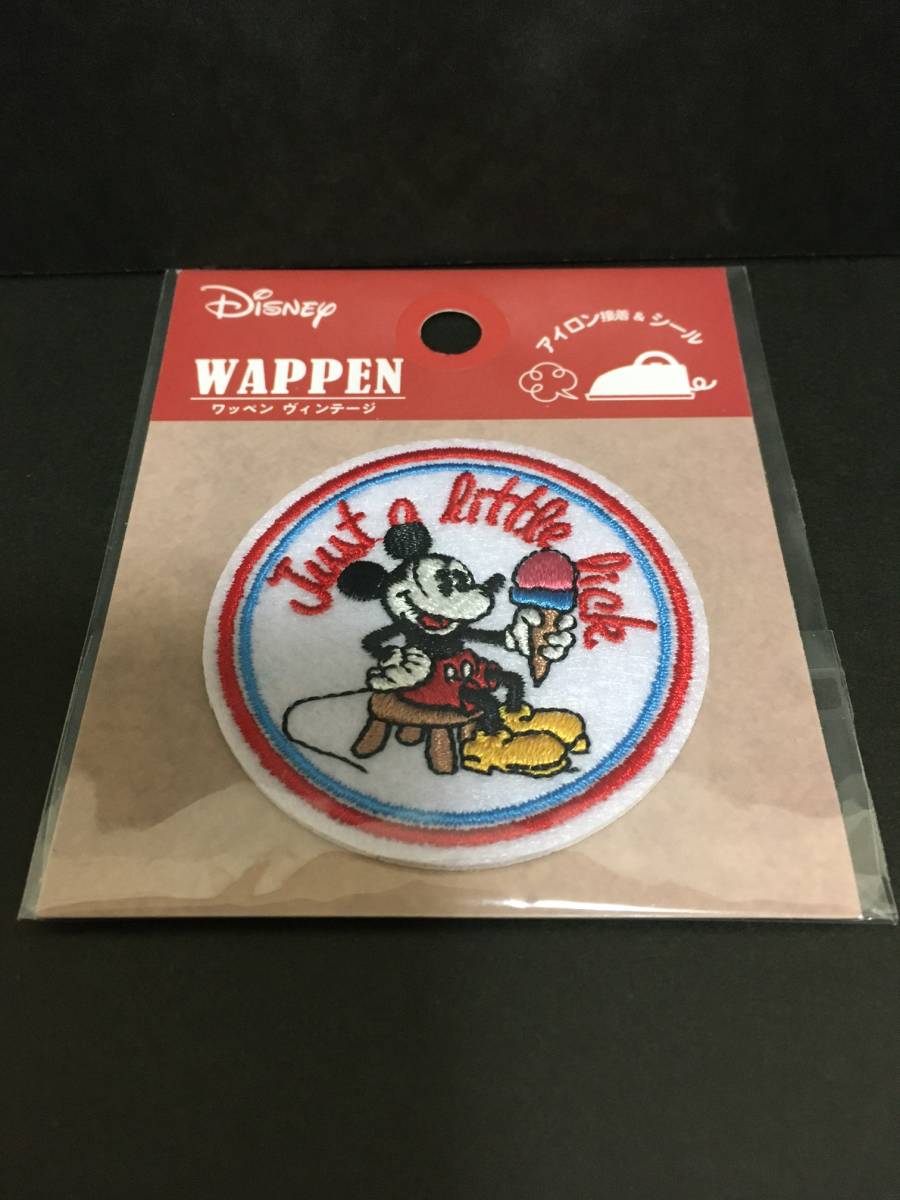 Disney
WAPPEN
ワッペン ヴィンテージ
アイロン接着 & シール
Just a little lick